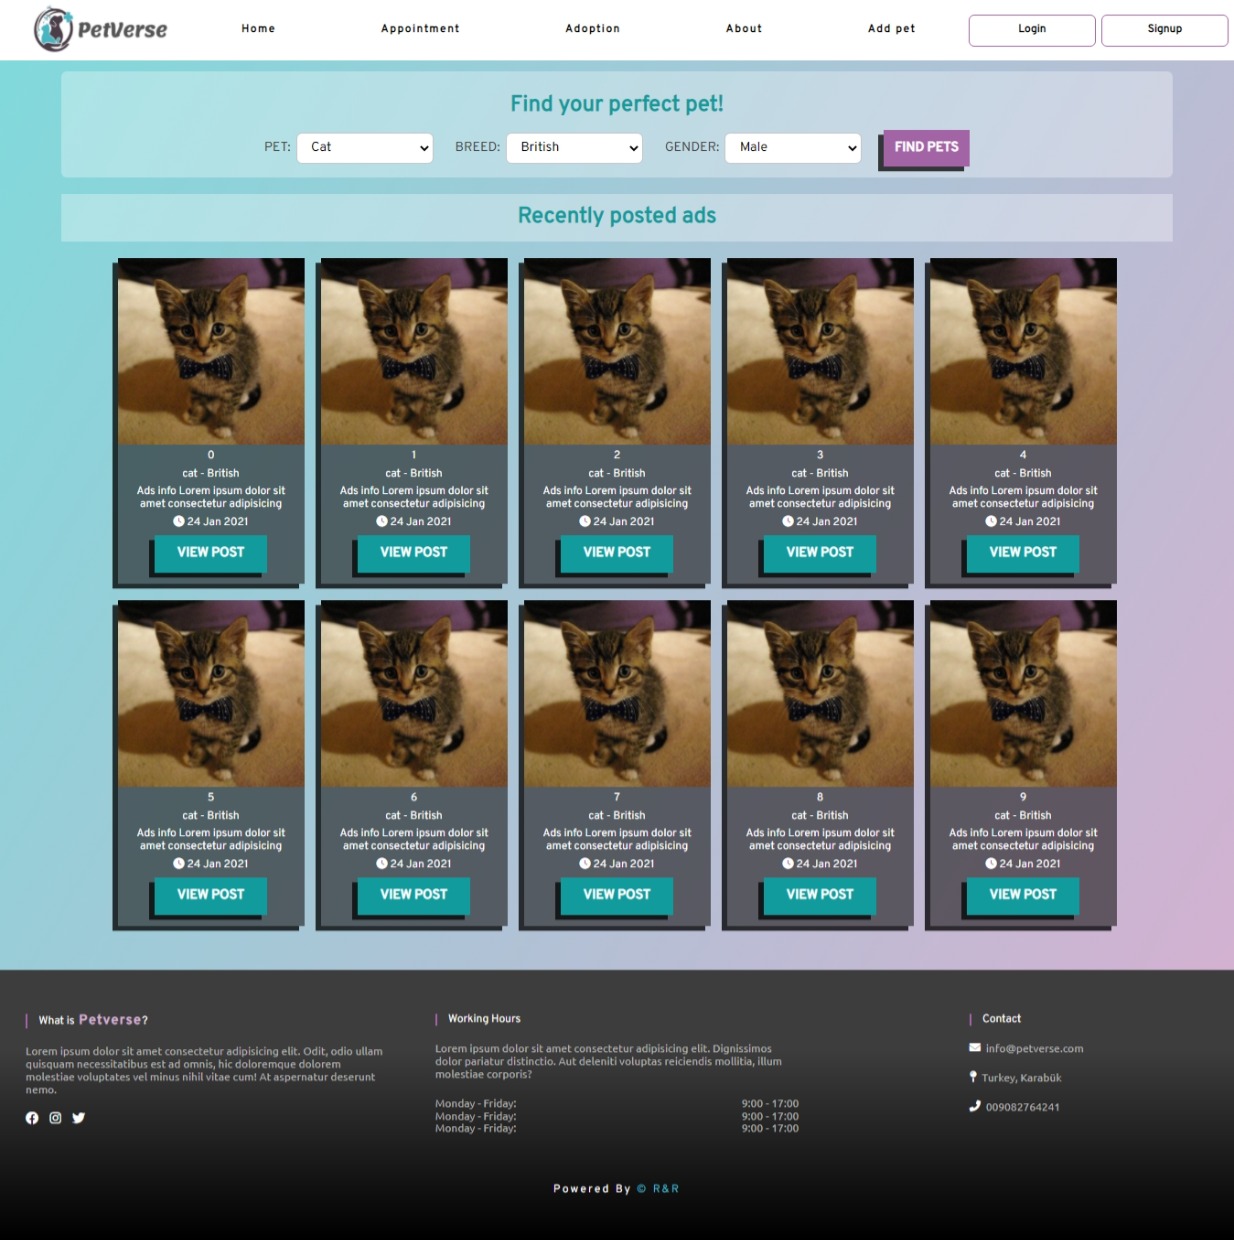 PetVerse
Home
Appointment
Adoption
About
Add pet
Login
Signup
Find your perfect pet!
PET: Cat
BREED: British
GENDER: Male
FIND PETS
Recently posted ads
0
cat - British
Ads info Lorem ipsum dolor sit
amet consectetur adipisicing
24 Jan 2021
VIEW POST
1
cat - British
Ads info Lorem ipsum dolor sit
amet consectetur adipisicing
24 Jan 2021
VIEW POST
2
cat - British
Ads info Lorem ipsum dolor sit
amet consectetur adipisicing
24 Jan 2021
VIEW POST
3
cat - British
Ads info Lorem ipsum dolor sit
amet consectetur adipisicing
24 Jan 2021
VIEW POST
4
cat - British
Ads info Lorem ipsum dolor sit
amet consectetur adipisicing
24 Jan 2021
VIEW POST
5
cat - British
Ads info Lorem ipsum dolor sit
amet consectetur adipisicing
24 Jan 2021
VIEW POST
6
cat - British
Ads info Lorem ipsum dolor sit
amet consectetur adipisicing
24 Jan 2021
VIEW POST
7
cat - British
Ads info Lorem ipsum dolor sit
amet consectetur adipisicing
24 Jan 2021
VIEW POST
8
cat - British
Ads info Lorem ipsum dolor sit
amet consectetur adipisicing
24 Jan 2021
VIEW POST
9
cat - British
Ads info Lorem ipsum dolor sit
amet consectetur adipisicing
24 Jan 2021
VIEW POST
What is Petverse?
Lorem ipsum dolor sit amet consectetur adipisicing elit. Odit, odio ullam
quisquam necessitatibus est ad omnis, hic doloremque dolorem
molestiae voluptates vel minus nihil vitae cum! At aspernatur deserunt
nemo.
Working Hours
Lorem ipsum dolor sit amet consectetur adipisicing elit. Dignissimos
dolor pariatur distinctio. Aut deleniti voluptas reiciendis mollitia, illum
molestiae corporis?
Monday - Friday: 9:00 - 17:00
Monday - Friday: 9:00 - 17:00
Monday - Friday: 9:00 - 17:00
Contact
info@petverse.com
Turkey, Karabük
009082764241
Powered By © R&R